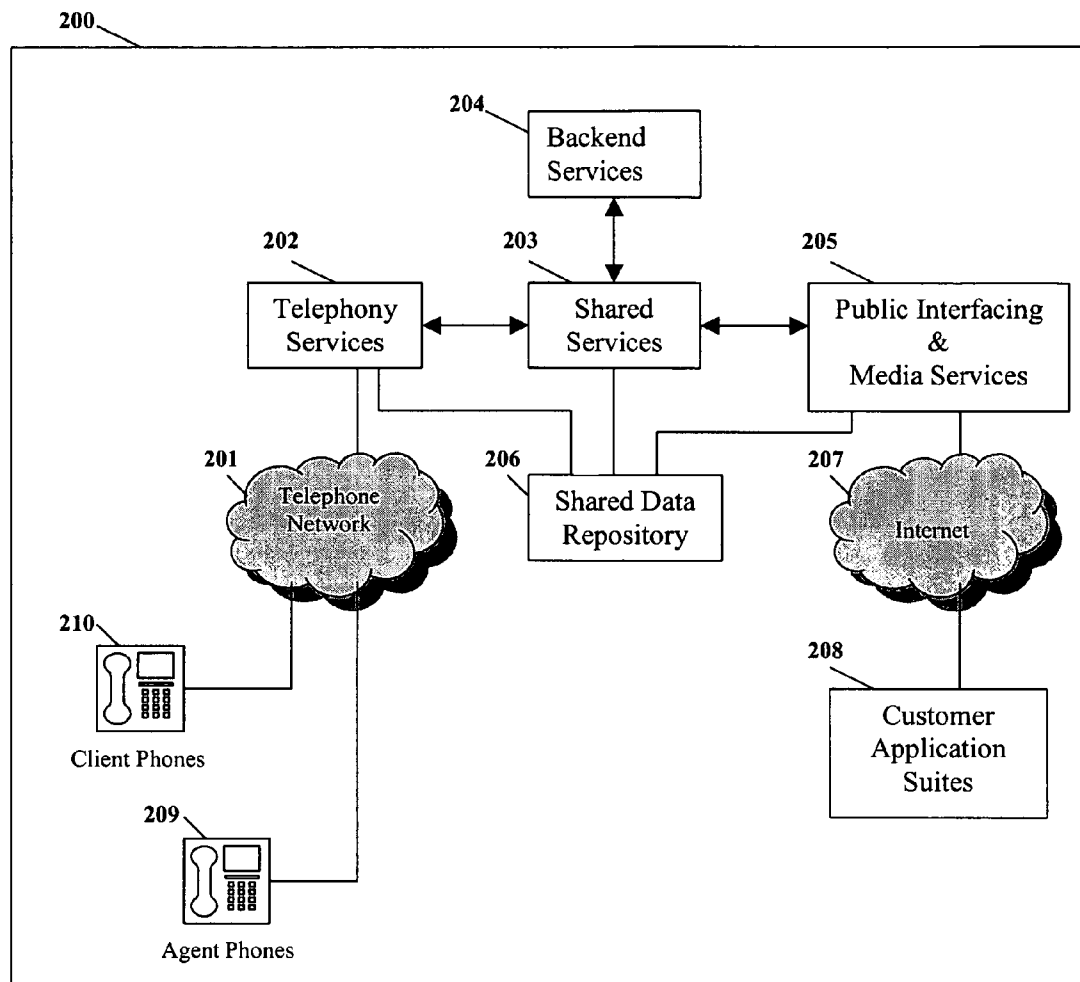 200
204
Backend
Services
202
203
205
Telephony
Services
Shared
Services
Public Interfacing
&
Media Services
201
Telephone
Network
206
Shared Data
Repository
207
Internet
210
Client Phones
208
Customer
Application
Suites
209
Agent Phones